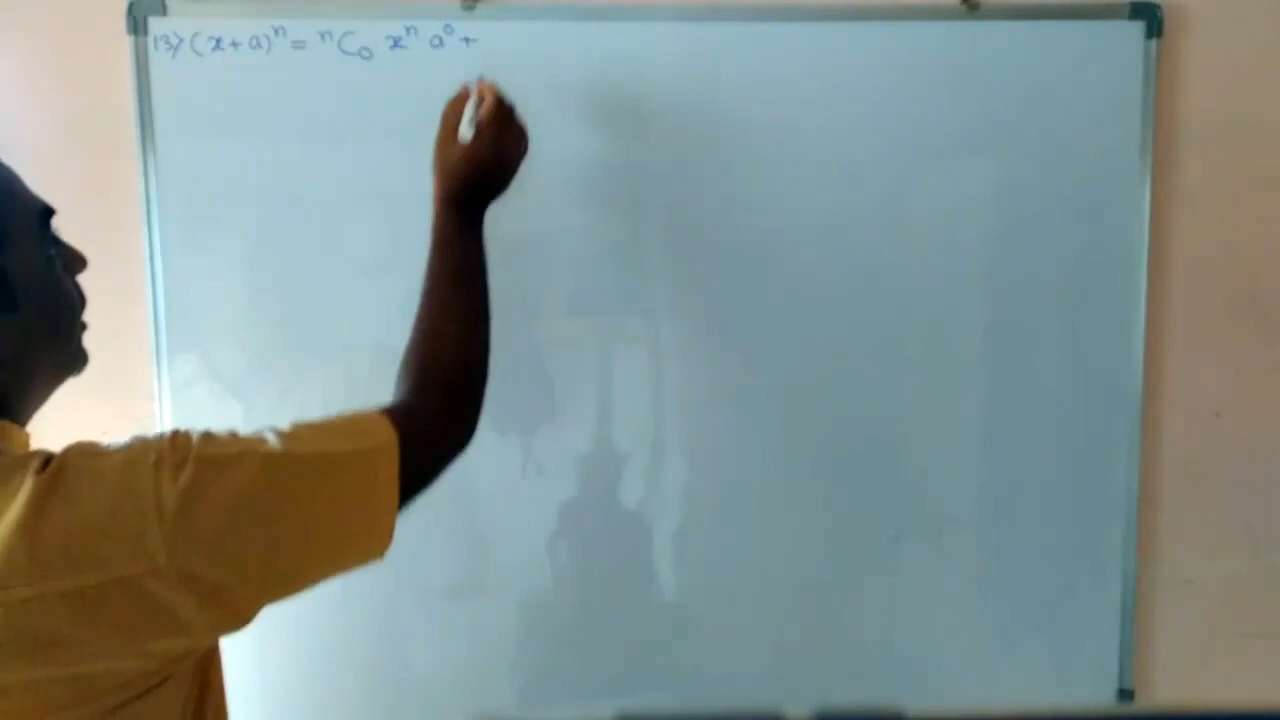 13> (x+a)ⁿ = ⁿC₀ xⁿ a⁰ +